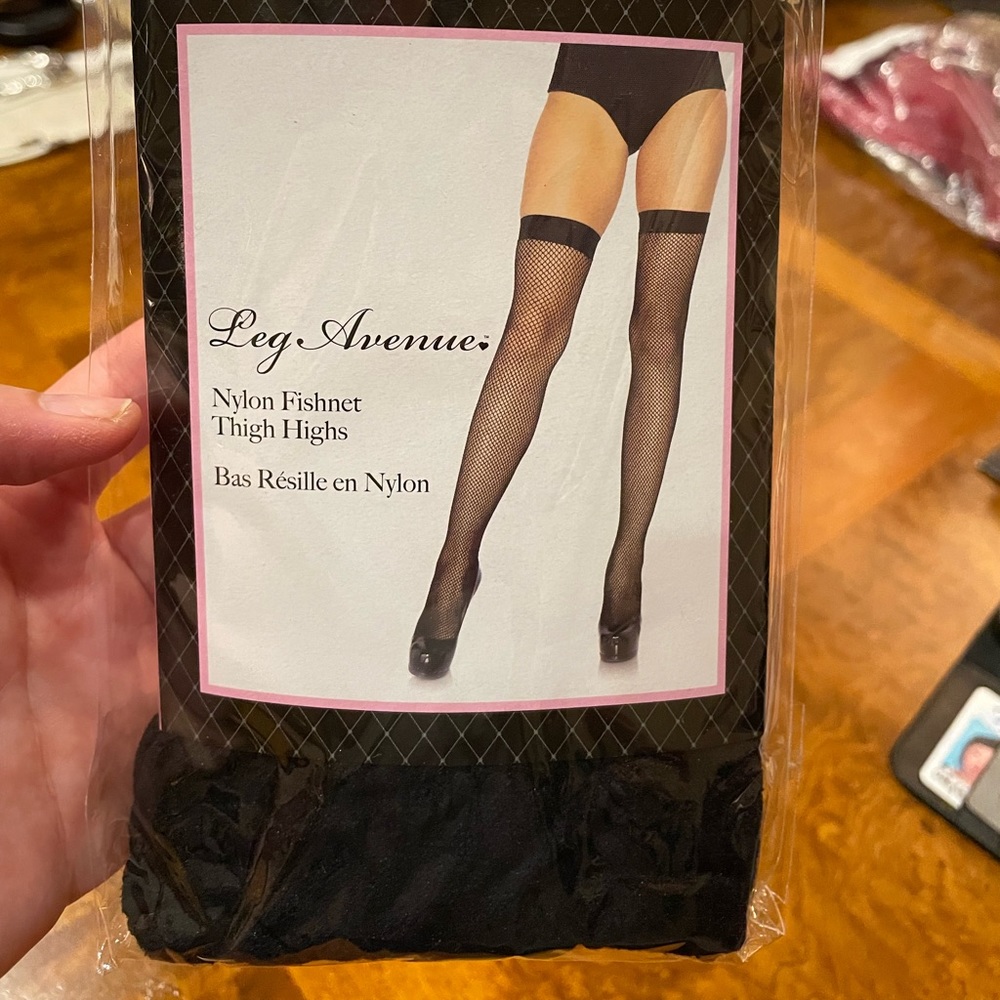 Leg Avenue
Nylon Fishnet
Thigh Highs
Bas Résille en Nylon